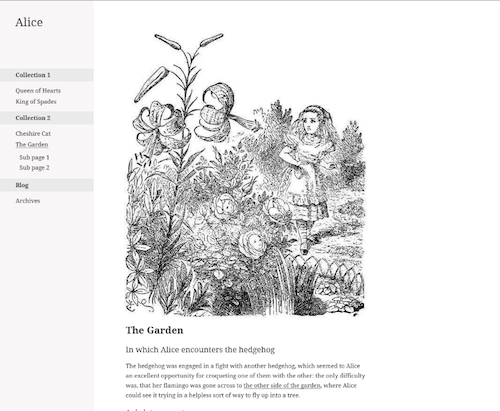 Alice
Collection 1
Queen of Hearts
King of Spades
Collection 2
Cheshire Cat
The Garden
Sub page 1
Sub page 2
Blog
Archives
The Garden
In which Alice encounters the hedgehog
The hedgehog was engaged in a fight with another hedgehog, which seemed to Alice
an excellent opportunity for croqueting one of them with the other: the only difficulty
was, that her flamingo was gone across to the other side of the garden, where Alice
could see it trying in a helpless sort of way to fly up into a tree.